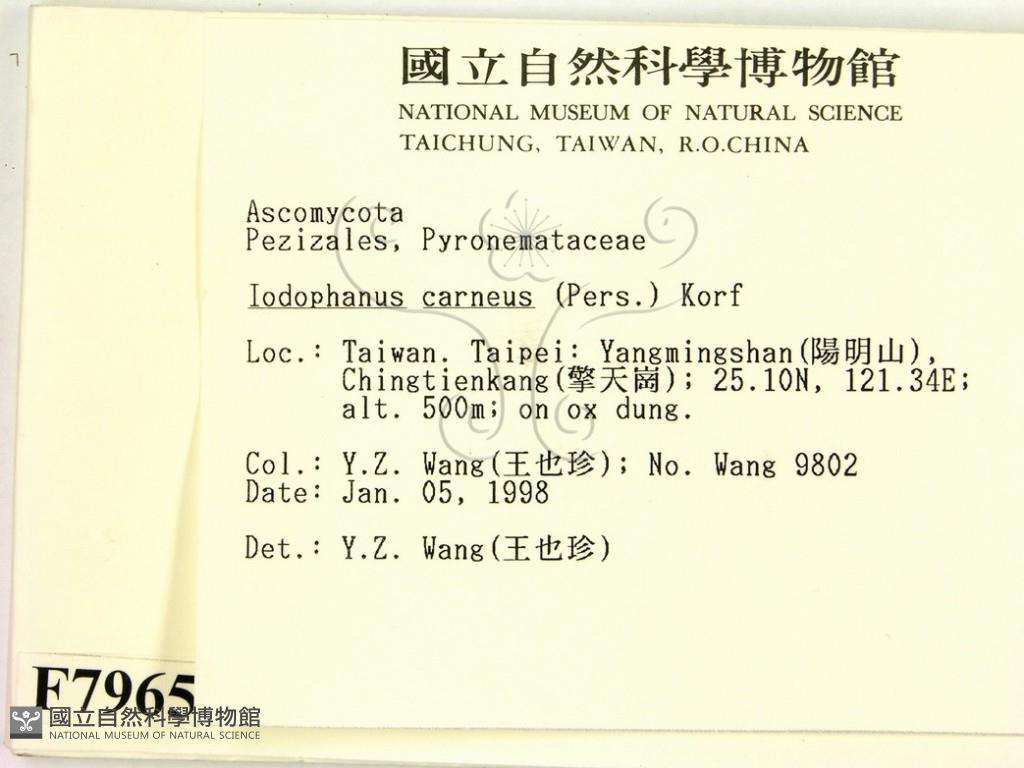 國立自然科學博物館
NATIONAL MUSEUM OF NATURAL SCIENCE
TAICHUNG, TAIWAN, R.O.CHINA
Ascomycota
Pezizales, Pyronemataceae
Iodophanus carneus (Pers.) Korf
Loc.: Taiwan. Taipei: Yangmingshan(陽明山),
Chingtienkang(擎天崗); 25.10N, 121.34E;
alt. 500m; on ox dung.
Col.: Y.Z. Wang(王也珍); No. Wang 9802
Date: Jan. 05, 1998
Det.: Y.Z. Wang(王也珍)
F7965
國立自然科學博物館
NATIONAL MUSEUM OF NATURAL SCIENCE